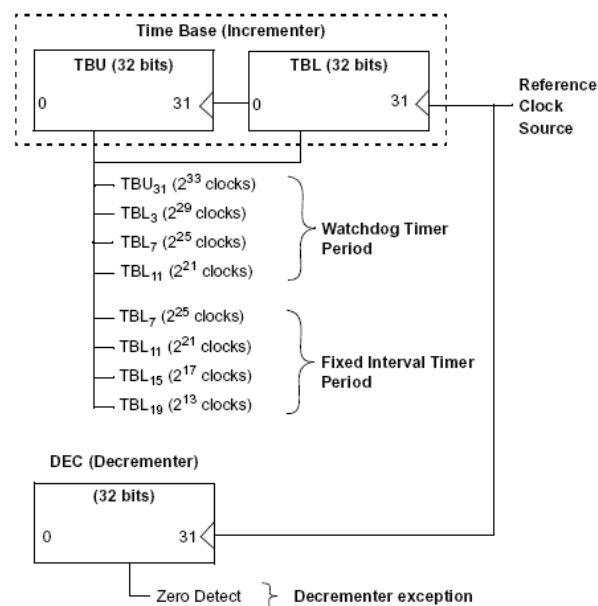 Time Base (Incrementer)
TBU (32 bits)
TBL (32 bits)
0
31
0
31
Reference
Clock
Source
TBU31 (2^33 clocks)
TBL3 (2^29 clocks)
TBL7 (2^25 clocks)
TBL11 (2^21 clocks)
Watchdog Timer
Period
TBL7 (2^25 clocks)
TBL11 (2^21 clocks)
TBL15 (2^17 clocks)
TBL19 (2^13 clocks)
Fixed Interval Timer
Period
DEC (Decrementer)
(32 bits)
0
31
Zero Detect
Decrementer exception